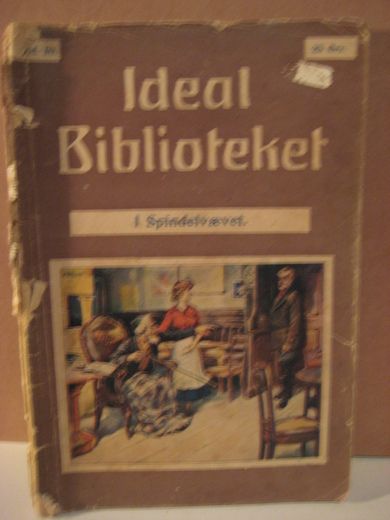 Ideal
Biblioteket
I Spindelvævet.